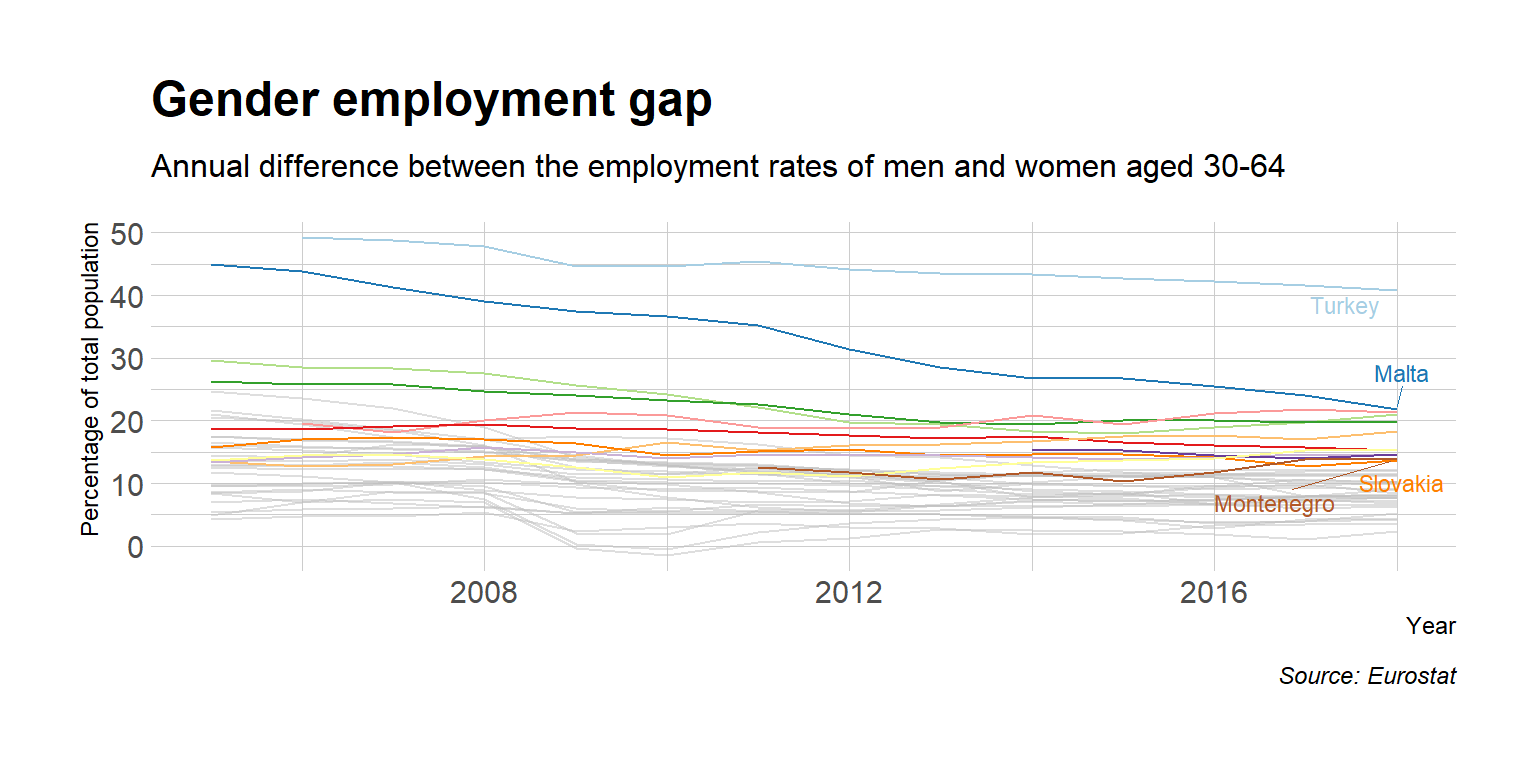 Gender employment gap
Annual difference between the employment rates of men and women aged 30-64
Percentage of total population
50
40
30
20
10
0
Turkey
Malta
Slovakia
Montenegro
2008
2012
2016
Year
Source: Eurostat